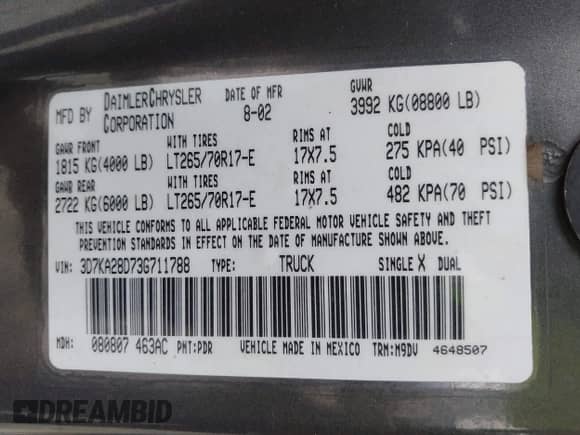 MFD BY DAIMLERCHRYSLER CORPORATION DATE OF MFR 8-02 GVWR 3992 KG(08800 LB)
GAWR FRONT WITH TIRES RIMS AT COLD
1815 KG(4000 LB) LT265/70R17-E 17X7.5 275 KPA(40 PSI)
GAWR REAR WITH TIRES RIMS AT COLD
2722 KG(6000 LB) LT265/70R17-E 17X7.5 482 KPA(70 PSI)
THIS VEHICLE CONFORMS TO ALL APPLICABLE FEDERAL MOTOR VEHICLE SAFETY AND THEFT
PREVENTION STANDARDS IN EFFECT ON THE DATE OF MANUFACTURE SHOWN ABOVE.
VIN: 3D7KA28D73G711788 TYPE: TRUCK SINGLE X DUAL
MDH: 080807 463AC PNT:PDR VEHICLE MADE IN MEXICO TRM:M9DV 4648507
DREAMBID